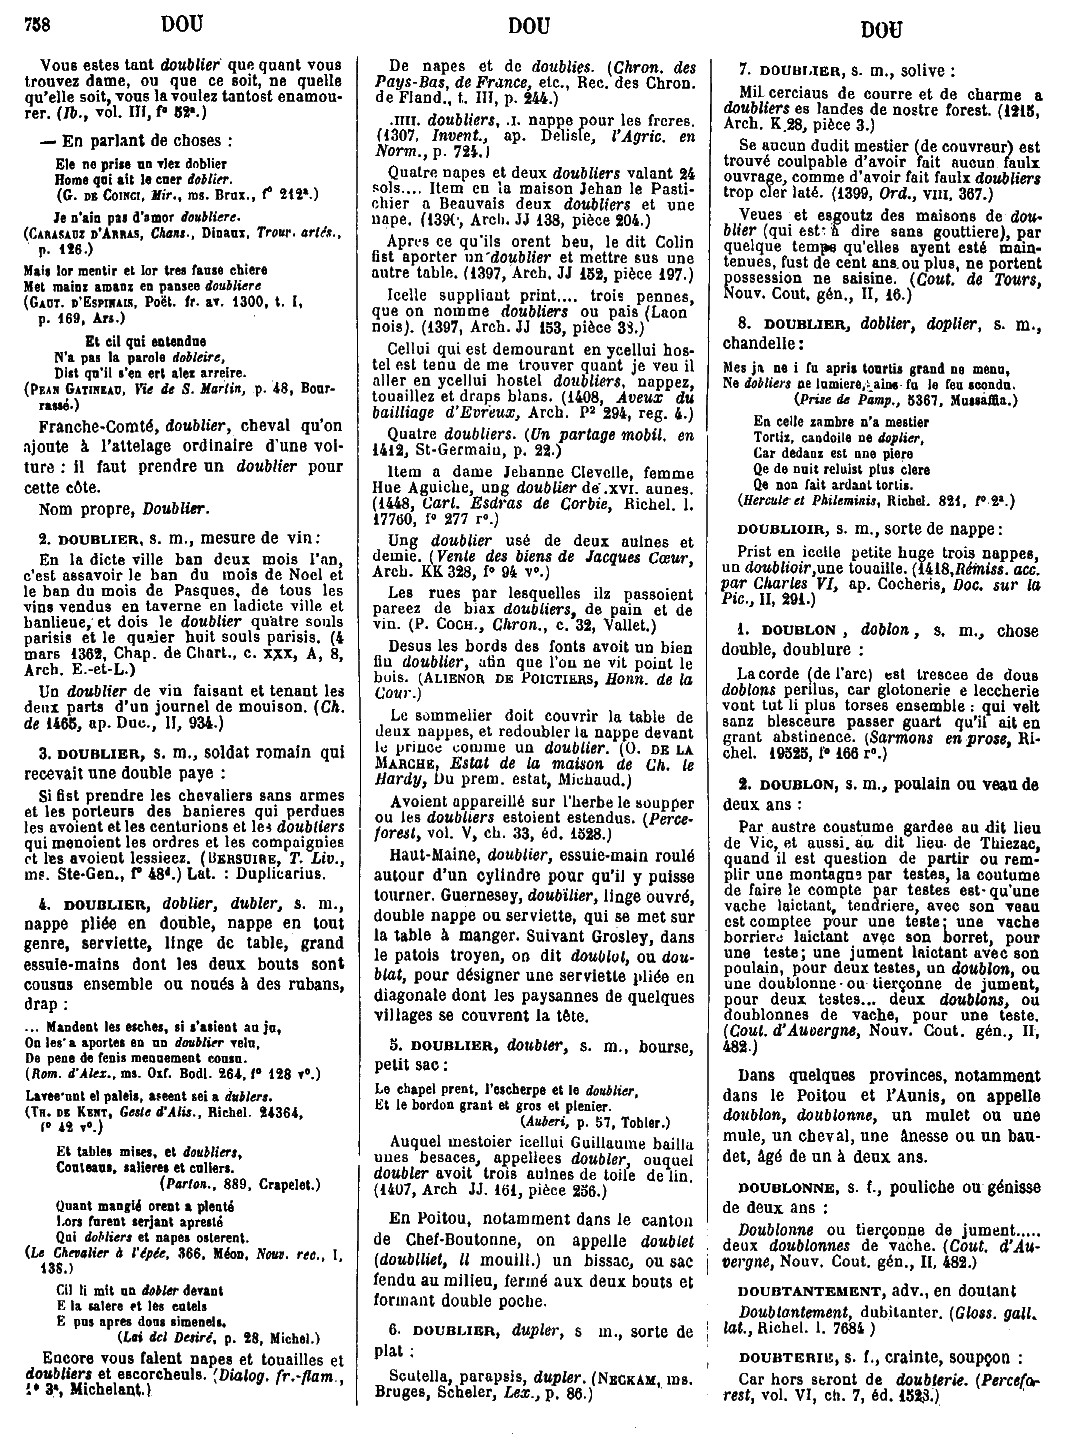 758 DOU DOU DOU
Vous estes tant doublier que quant vous
trouvez dame, ou que ce soit, ne quelle
qu'elle soit, vous la voulez tantost enamou-
rer. (Ib., vol. III, f° 52ª.)
— En parlant de choses :
Ele ne prise un viez doblier
Home qui ait le cuer doblier.
(G. DE COINCI, Mir., ms. Brux., f° 212ª.)
Je n'ain pas d'amor doubliere.
(CARASAUZ D'ARRAS, Chans., Dinaux, Trouv. artés.,
p. 126.)
Mais lor mentir et lor tres fause chiere
Met mainz amanz en pansee doubliere
(GAUT. D'ESPINAIS, Poët. fr. av. 1300, t. I,
p. 169, Ars.)
Et cil qui entendue
N'a pas la parole dobleire,
Dist qu'il s'en ert alez arreire.
(PEAN GATINEAU, Vie de S. Martin, p. 48, Bour-
rassé.)
Franche-Comté, doublier, cheval qu'on
ajoute à l'attelage ordinaire d'une voi-
ture : il faut prendre un doublier pour
cette côte.
Nom propre, Doublier.
2. DOUBLIER, s. m., mesure de vin :
En la dicte ville ban deux mois l'an,
c'est assavoir le ban du mois de Noel et
le ban du mois de Pasques, de tous les
vins vendus en taverne en ladicte ville et
banlieue, et dois le doublier quatre souls
parisis et le quaier huit souls parisis. (4
mars 1362, Chap. de Chart., c. XXX, A, 8,
Arch. E.-et-L.)
Un doublier de vin faisant et tenant les
deux parts d'un journel de mouison. (Ch.
de 1465, ap. Duc., II, 934.)
3. DOUBLIER, s. m., soldat romain qui
recevait une double paye :
Si fist prendre les chevaliers sans armes
et les porteurs des banieres qui perdues
les avoient et les centurions et les doubliers
qui menoient les ordres et les compaignies
et les avoient lessieez. (BERSUIRE, T. Liv.,
ms. Ste-Gen., f° 48ᵈ.) Lat. : Duplicarius.
4. DOUBLIER, doblier, dubler, s. m.,
nappe pliée en double, nappe en tout
genre, serviette, linge de table, grand
essuie-mains dont les deux bouts sont
cousus ensemble ou noués à des rubans,
drap :
... Mandent les esches, si s'asient au ju,
On les a aportes en un doublier velu,
De pene de fenis menuement cousu.
(Rom. d'Alex., ms. Oxf. Bodl. 264, f° 128 v°.)
Lavee unt el paleis, aseent sei a dublers.
(TH. DE KENT, Geste d'Alis., Richel. 24364,
f° 42 v°.)
Et tables mises, et doubliers,
Couteaus, salieres et cullers.
(Parton., 889, Crapelet.)
Quant mangié orent a plenté
Lors furent serjant apresté
Qui dobliers et napes osterent.
(Le Chevalier à l'épée, 366, Méon, Nouv. rec., I,
138.)
Cil li mit un dobler devant
E la salere et les cutels
E pus apres dous simenels.
(Lai del Desiré, p. 28, Michel.)
Encore vous falent napes et touailles et
doubliers et escorcheuls. (Dialog. fr.-flam.,
f° 3ª, Michelant.)
De napes et de doublies. (Chron. des
Pays-Bas, de France, etc., Rec. des Chron.
de Fland., t. III, p. 244.)
.IIII. doubliers, .I. nappe pour les freres.
(1307, Invent., ap. Delisle, l'Agric. en
Norm., p. 724.)
Quatre napes et deux doubliers valant 24
sols.... Item en la maison Jehan le Pasti-
chier a Beauvais deux doubliers et une
nape. (139., Arch. JJ 138, pièce 204.)
Apres ce qu'ils orent beu, le dit Colin
fist aporter un doublier et mettre sus une
autre table. (1397, Arch. JJ 152, pièce 197.)
Icelle suppliant print.... trois pennes,
que on nomme doubliers ou pais (Laon
nois). (1397, Arch. JJ 153, pièce 33.)
Cellui qui est demourant en ycellui hos-
tel est tenu de me trouver quant je veu il
aller en ycellui hostel doubliers, nappez,
touaillez et draps blans. (1408, Aveux du
bailliage d'Evreux, Arch. P² 294, reg. 4.)
Quatre doubliers. (Un partage mobil. en
1412, St-Germain, p. 22.)
Item a dame Jehanne Clevelle, femme
Hue Aguiche, ung doublier de .XVI. aunes.
(1448, Cart. Esdras de Corbie, Richel. l.
17760, f° 277 r°.)
Ung doublier usé de deux aulnes et
demie. (Vente des biens de Jacques Cœur,
Arch. KK 328, f° 94 v°.)
Les rues par lesquelles ilz passoient
pareez de biax doubliers, de pain et de
vin. (P. COCH., Chron., c. 32, Vallet.)
Desus les bords des fonts avoit un bien
fin doublier, afin que l'on ne vit point le
bois. (ALIENOR DE POICTIERS, Honn. de la
Cour.)
Le sommelier doit couvrir la table de
deux nappes, et redoubler la nappe devant
le prince comme un doublier. (O. DE LA
MARCHE, Estat de la maison de Ch. le
Hardy, Du prem. estat, Michaud.)
Avoient appareillé sur l'herbe le soupper
ou les doubliers estoient estendus. (Perce-
forest, vol. V, ch. 33, éd. 1528.)
Haut-Maine, doublier, essuie-main roulé
autour d'un cylindre pour qu'il y puisse
tourner. Guernesey, doubïlier, linge ouvré,
double nappe ou serviette, qui se met sur
la table à manger. Suivant Grosley, dans
le patois troyen, on dit doublot, ou dou-
blat, pour désigner une serviette pliée en
diagonale dont les paysannes de quelques
villages se couvrent la tête.
5. DOUBLIER, doubler, s. m., bourse,
petit sac :
Le chapel prent, l'escherpe et le doublier,
Et le bordon grant et gros et plenier.
(Auberi, p. 57, Tobler.)
Auquel mestoier icellui Guillaume bailla
unes besaces, appellees doubler, ouquel
doubler avoit trois aulnes de toile de lin.
(1407, Arch JJ. 161, pièce 256.)
En Poitou, notamment dans le canton
de Chef-Boutonne, on appelle doublet
(doublliet, ll mouill.) un bissac, ou sac
fendu au milieu, fermé aux deux bouts et
formant double poche.
6. DOUBLIER, dupler, s m., sorte de
plat :
Scutella, parapsis, dupler. (NECKAM, ms.
Bruges, Scheler, Lex., p. 86.)
7. DOUBLIER, s. m., solive :
Mil cerciaus de courre et de charme a
doubliers es landes de nostre forest. (1215,
Arch. K 28, pièce 3.)
Se aucun dudit mestier (de couvreur) est
trouvé coulpable d'avoir fait aucun faulx
ouvrage, comme d'avoir fait faulx doubliers
trop cler laté. (1399, Ord., VIII, 367.)
Veues et esgoutz des maisons de dou-
blier (qui est à dire sans gouttiere), par
quelque temps qu'elles ayent esté main-
tenues, fust de cent ans ou plus, ne portent
possession ne saisine. (Cout. de Tours,
Nouv. Cout. gén., II, 16.)
8. DOUBLIER, doblier, doplier, s. m.,
chandelle :
Mes ja ne i fu apris tourtis grand ne menu,
Ne dobliers ne lumiere, ains fu le feu scondu.
(Prise de Pamp., 5367, Mussaffia.)
En celle zambre n'a mestier
Tortiz, candoile ne doplier,
Car dedanz est une piere
Qe de nuit reluist plus clere
Qe non fait ardant tortis.
(Hercule et Phileminis, Richel. 821, f° 2ª.)
DOUBLIOIR, s. m., sorte de nappe :
Prist en icelle petite huge trois nappes,
un doublioir, une touaille. (1418, Rémiss. acc.
par Charles VI, ap. Cocheris, Doc. sur la
Pic., II, 291.)
1. DOUBLON, doblon, s. m., chose
double, doublure :
La corde (de l'arc) est trescee de dous
doblons perilus, car glotonerie e leccherie
vont tut li plus torses ensemble : qui velt
sanz blesceure passer guart qu'il ait en
grant abstinence. (Sarmons en prose, Ri-
chel. 19525, f° 166 r°.)
2. DOUBLON, s. m., poulain ou veau de
deux ans :
Par austre coustume gardee au dit lieu
de Vic, et aussi au dit lieu de Thiezac,
quand il est question de partir ou rem-
plir une montagne par testes, la coutume
de faire le compte par testes est qu'une
vache laictant, tendriere, avec son veau
est comptee pour une teste ; une vache
borriere laictant avec son borret, pour
une teste ; une jument laictant avec son
poulain, pour deux testes, un doublon, ou
une doublonne ou tierçonne de jument,
pour deux testes... deux doublons, ou
doublonnes de vache, pour une teste.
(Cout. d'Auvergne, Nouv. Cout. gén., II,
482.)
Dans quelques provinces, notamment
dans le Poitou et l'Aunis, on appelle
doublon, doublonne, un mulet ou une
mule, un cheval, une ânesse ou un bau-
det, âgé de un à deux ans.
DOUBLONNE, s. f., pouliche ou génisse
de deux ans :
Doublonne ou tierçonne de jument.....
deux doublonnes de vache. (Cout. d'Au-
vergne, Nouv. Cout. gén., II, 482.)
DOUBTANTEMENT, adv., en doutant
Doubtantement, dubitanter. (Gloss. gall.
lat., Richel. l. 7684 )
DOUBTERIE, s. f., crainte, soupçon :
Car hors seront de doubterie. (Percefo-
rest, vol. VI, ch. 7, éd. 1528.)